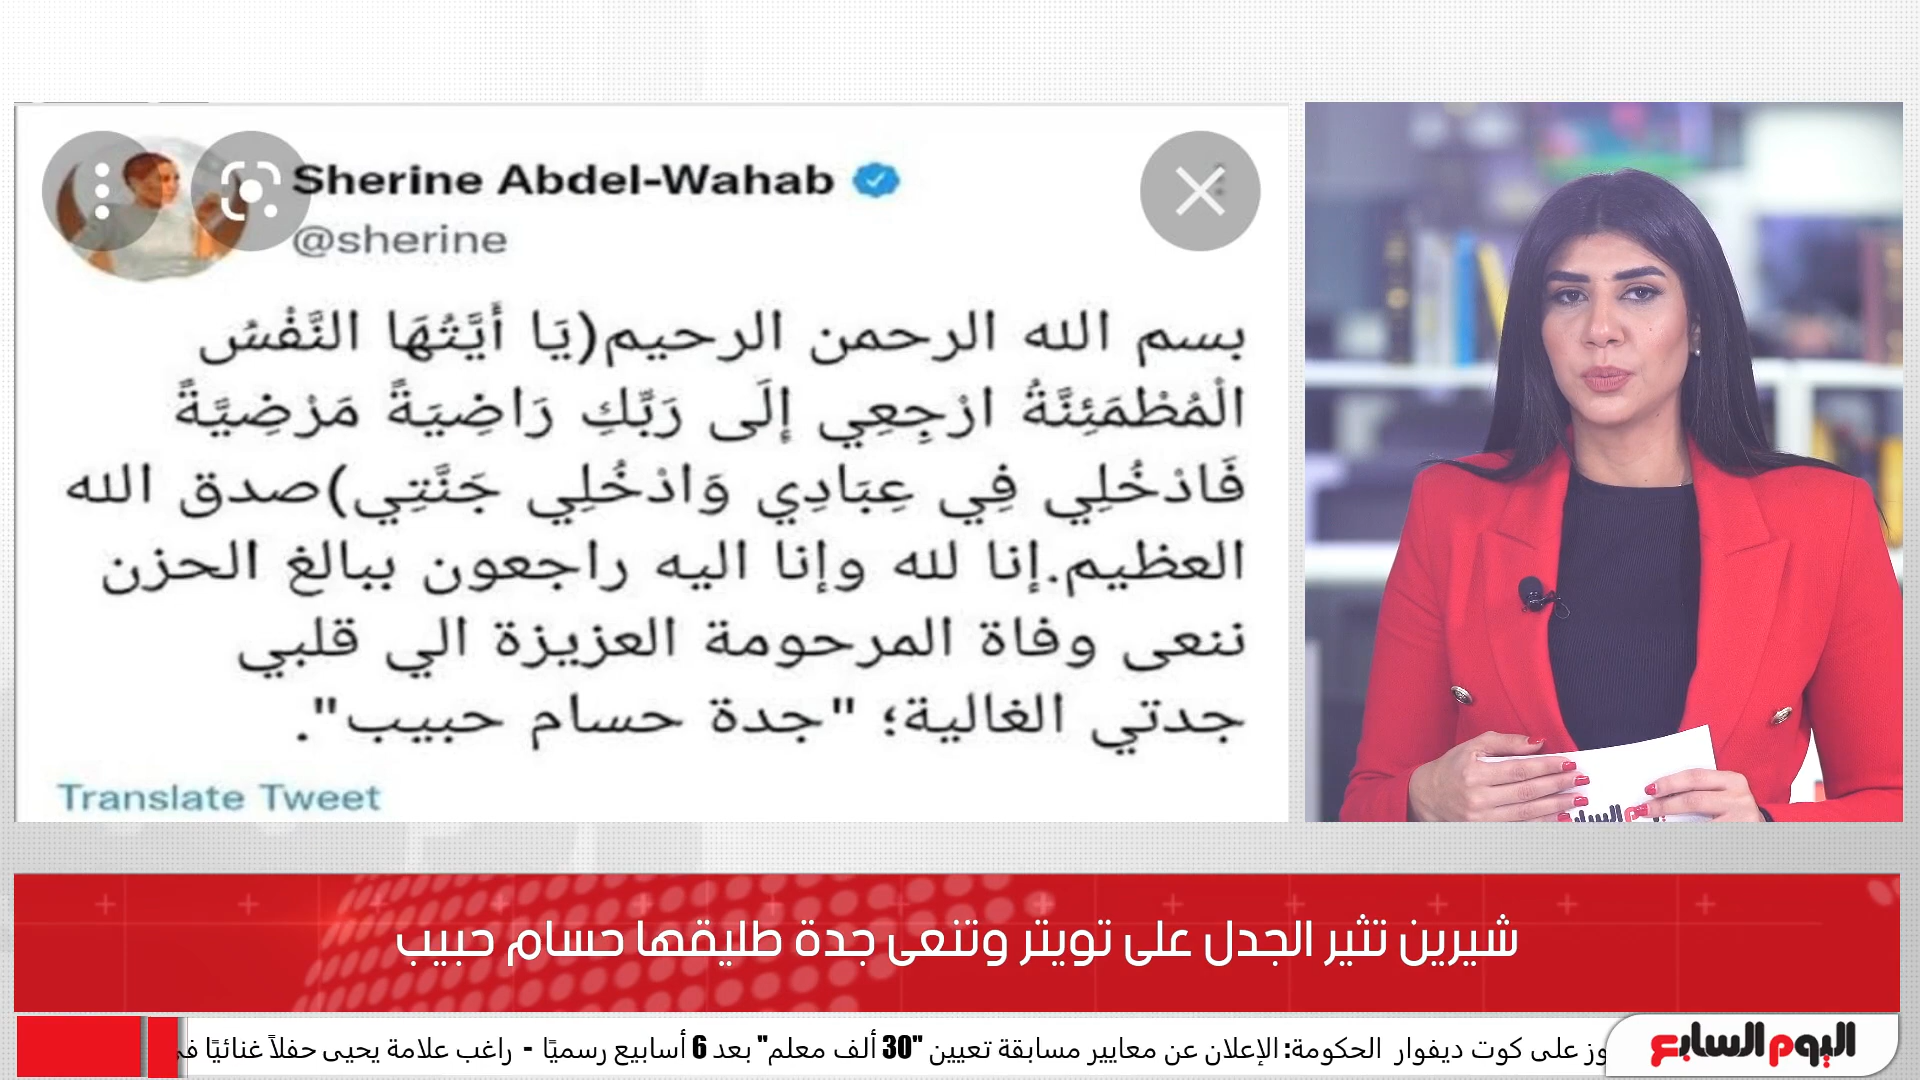 Sherine Abdel-Wahab
@sherine
بسم الله الرحمن الرحيم(يَا أَيَّتُهَا النَّفْسُ
الْمُطْمَئِنَّةُ ارْجِعِي إِلَى رَبِّكِ رَاضِيَةً مَرْضِيَّةً
فَادْخُلِي فِي عِبَادِي وَادْخُلِي جَنَّتِي)صدق الله
العظيم.إنا لله وإنا اليه راجعون ببالغ الحزن
ننعى وفاة المرحومة العزيزة الي قلبي
جدتي الغالية؛ "جدة حسام حبيب".
Translate Tweet
شيرين تثير الجدل على تويتر وتنعى جدة طليقها حسام حبيب
على كوت ديفوار الحكومة: الإعلان عن معايير مسابقة تعيين "30 ألف معلم" بعد 6 أسابيع رسميًا - راغب علامة يحيى حفلاً غنائيًا
اليوم السابع